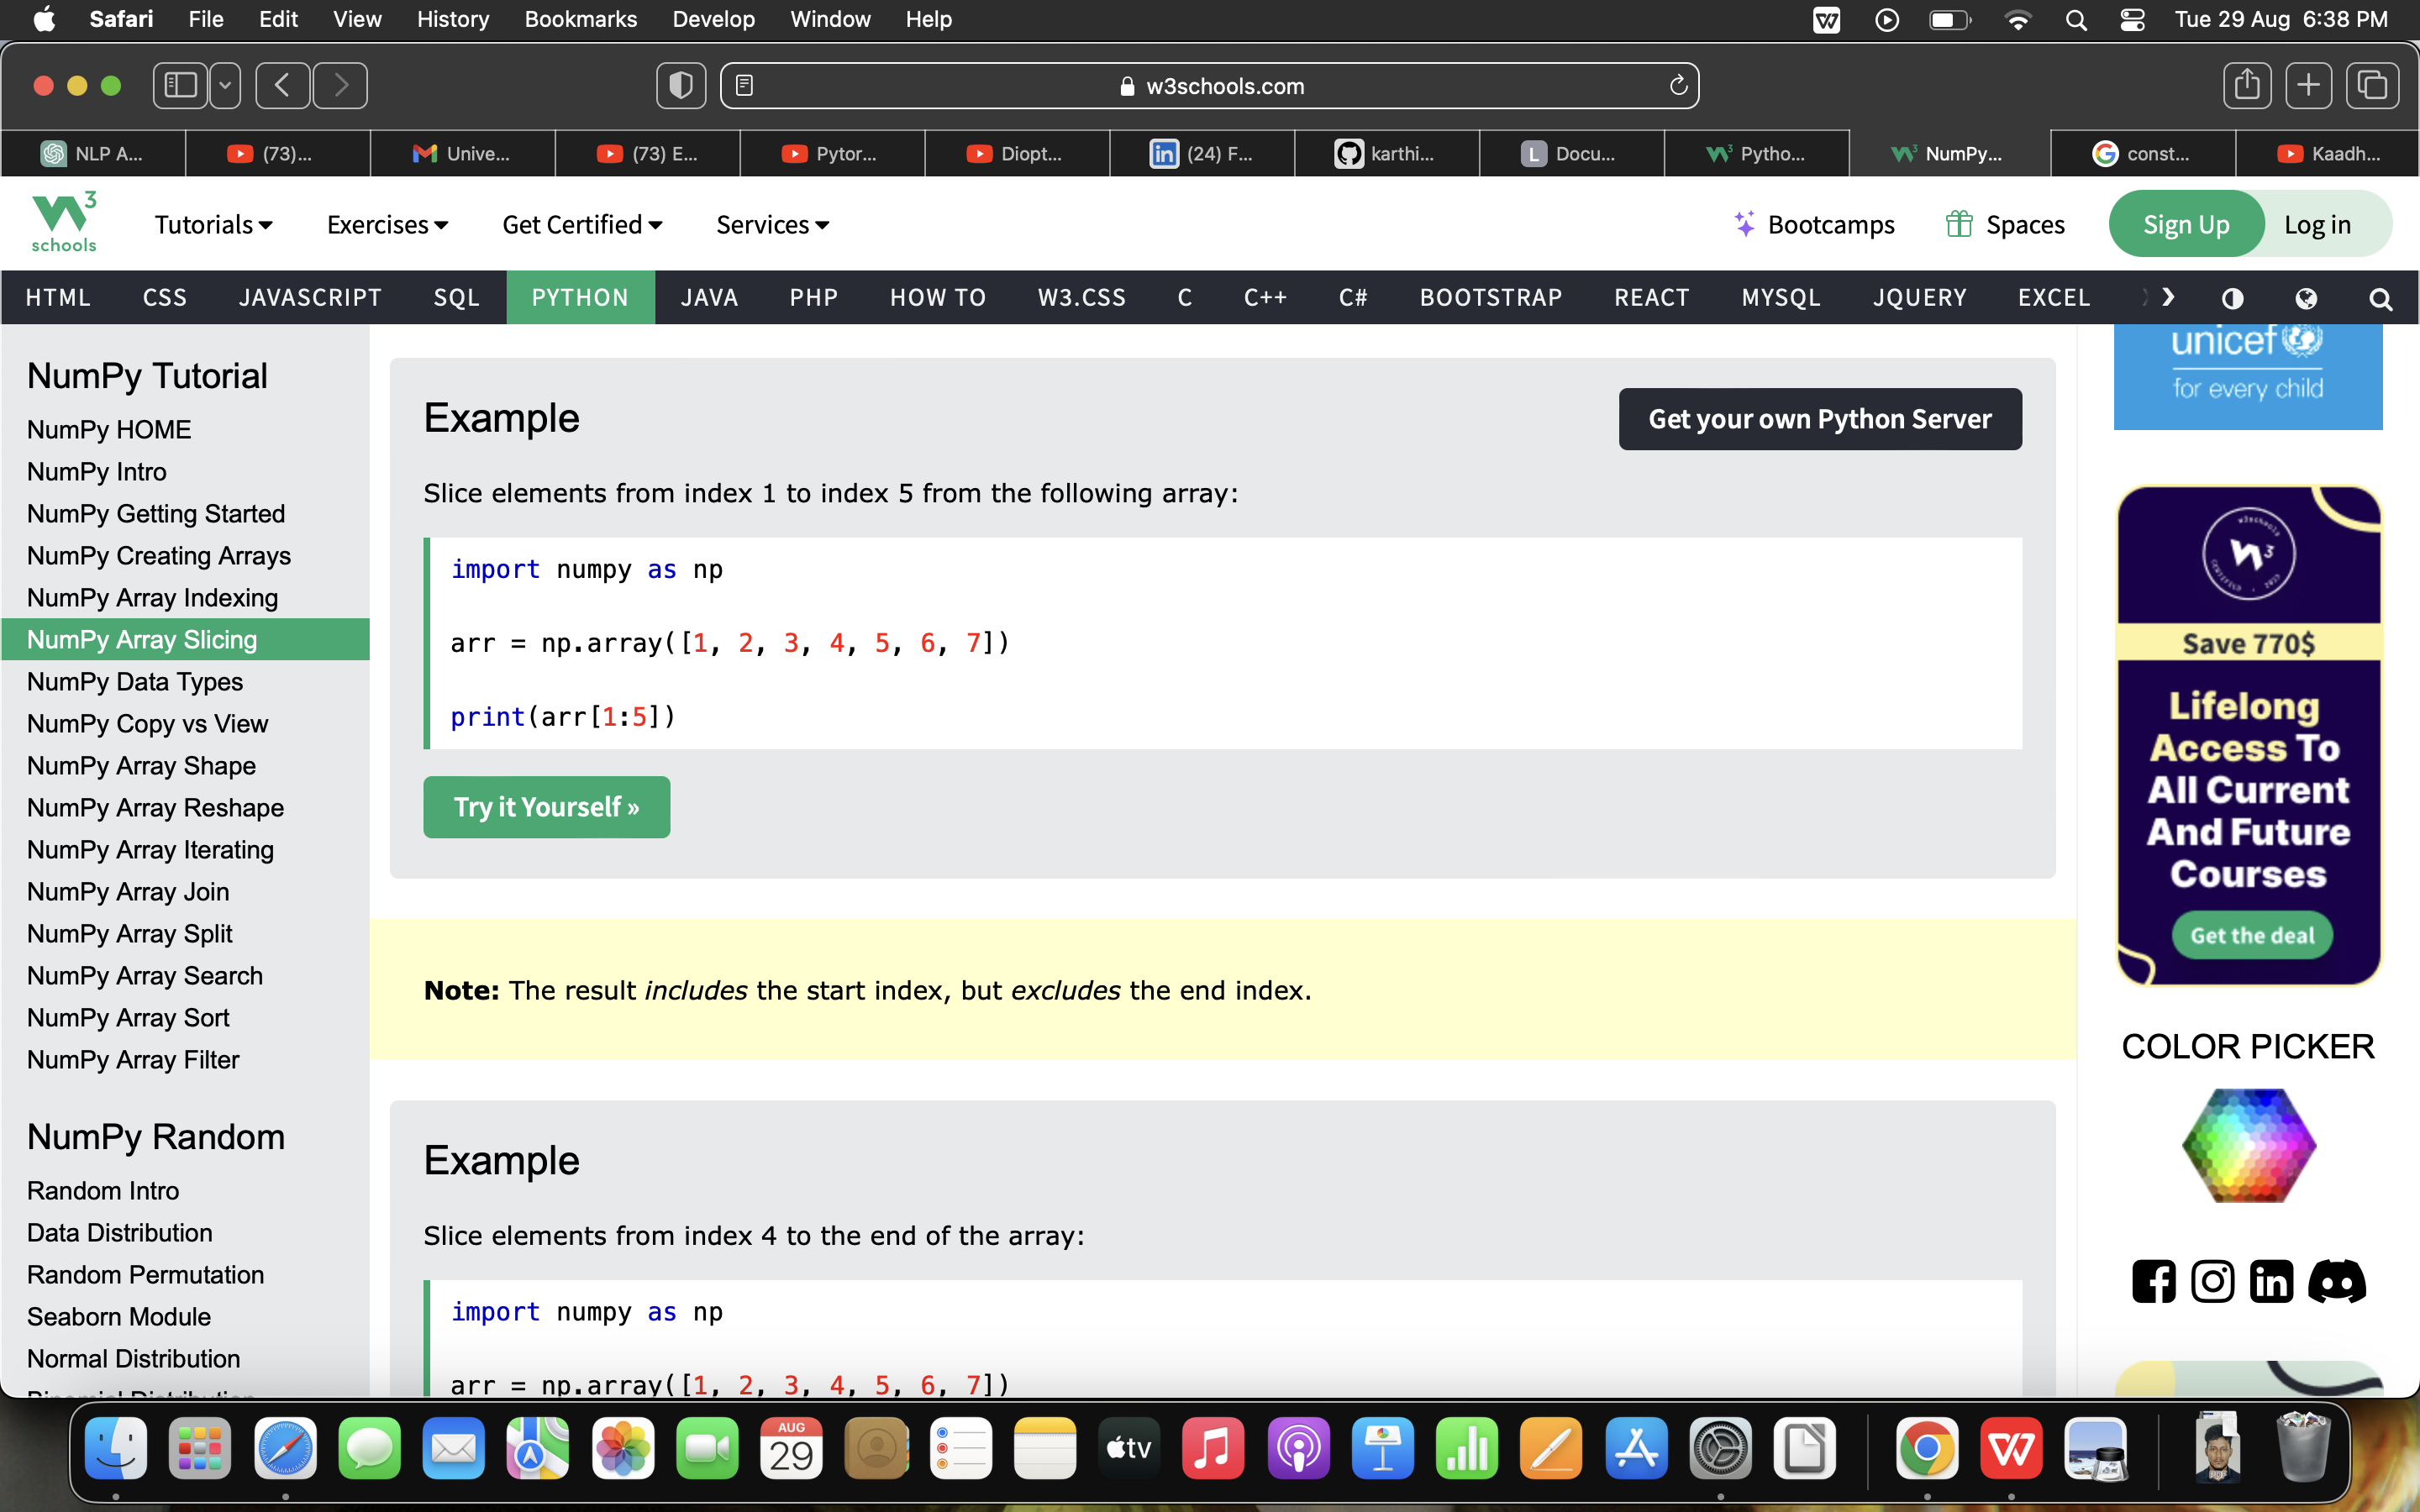 Safari File Edit View History Bookmarks Develop Window Help Tue 29 Aug 6:38 PM
w3schools.com
NLP A... (73)... Unive... (73) E... Pytor... Diopt... (24) F... karthi... L Docu... Pytho... NumPy... const... Kaadh...
W3 schools Tutorials Exercises Get Certified Services Bootcamps Spaces Sign Up Log in
HTML CSS JAVASCRIPT SQL PYTHON JAVA PHP HOW TO W3.CSS C C++ C# BOOTSTRAP REACT MYSQL JQUERY EXCEL
NumPy Tutorial
NumPy HOME
NumPy Intro
NumPy Getting Started
NumPy Creating Arrays
NumPy Array Indexing
NumPy Array Slicing
NumPy Data Types
NumPy Copy vs View
NumPy Array Shape
NumPy Array Reshape
NumPy Array Iterating
NumPy Array Join
NumPy Array Split
NumPy Array Search
NumPy Array Sort
NumPy Array Filter
NumPy Random
Random Intro
Data Distribution
Random Permutation
Seaborn Module
Normal Distribution
Example
Get your own Python Server
Slice elements from index 1 to index 5 from the following array:
import numpy as np
arr = np.array([1, 2, 3, 4, 5, 6, 7])
print(arr[1:5])
Try it Yourself »
Note: The result includes the start index, but excludes the end index.
Example
Slice elements from index 4 to the end of the array:
import numpy as np
arr = np.array([1, 2, 3, 4, 5, 6, 7])
unicef
for every child
Save 770$
Lifelong
Access To
All Current
And Future
Courses
Get the deal
COLOR PICKER
AUG
29
tv